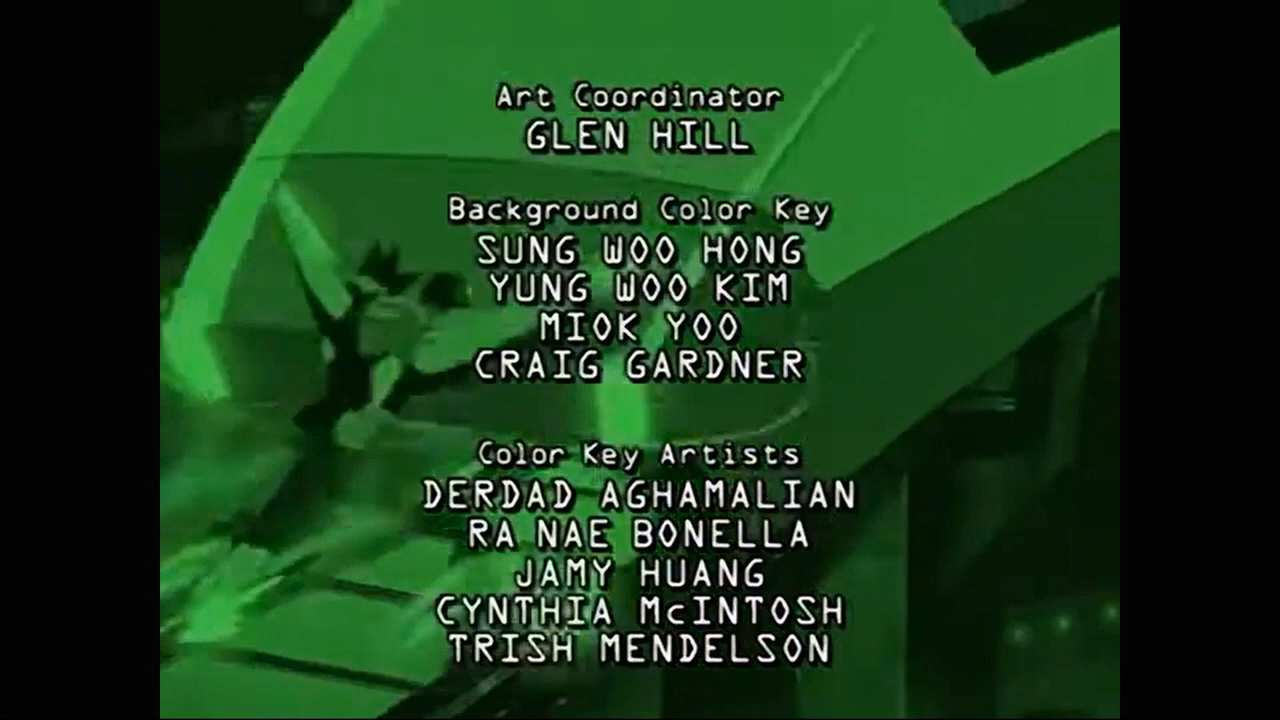 Art Coordinator
GLEN HILL
Background Color Key
SUNG WOO HONG
YUNG WOO KIM
MIOK YOO
CRAIG GARDNER
Color Key Artists
DERDAD AGHAMALIAN
RA NAE BONELLA
JAMY HUANG
CYNTHIA McINTOSH
TRISH MENDELSON